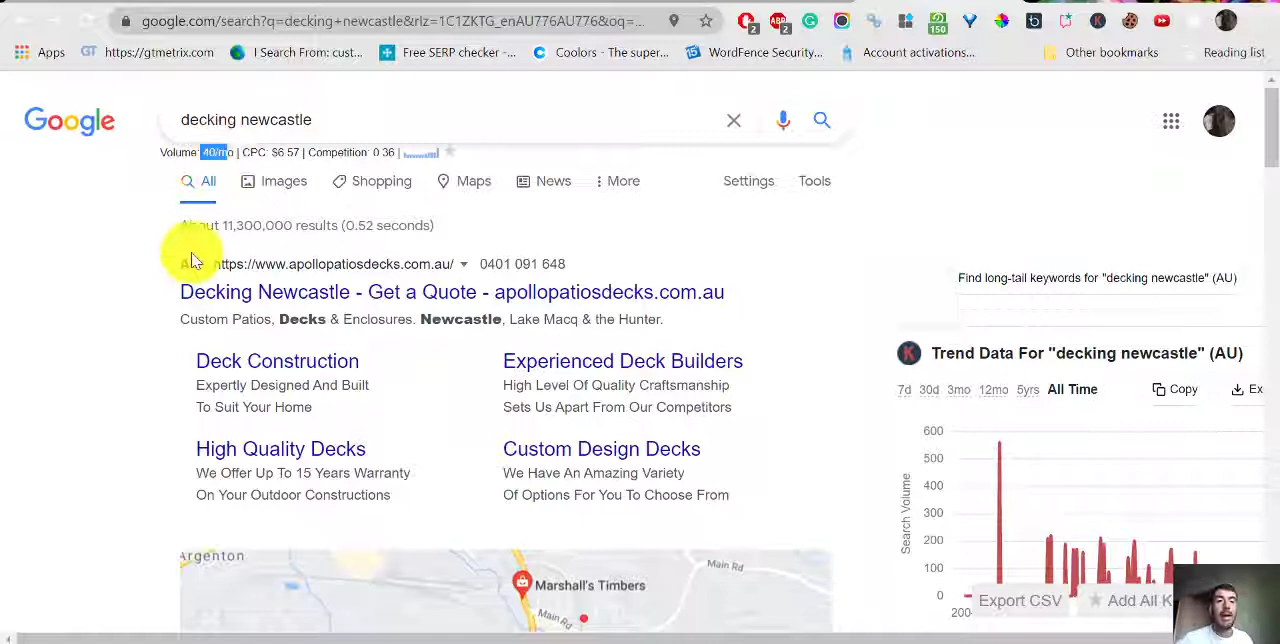 google.com/search?q=decking+newcastle&rlz=1C1ZKTG_enAU776AU776&oq=...
2
2
150
Apps
GT https://gtmetrix.com
I Search From: cust...
Free SERP checker -...
Coolors - The super...
WordFence Security,...
Account activations...
Other bookmarks
Reading list
Google
decking newcastle
Volume: 40/mo | CPC: $6.57 | Competition: 0.36 |
All Images Shopping Maps News More Settings Tools
About 11,300,000 results (0.52 seconds)
https://www.apollopatiosdecks.com.au/ 0401 091 648
Decking Newcastle - Get a Quote - apollopatiosdecks.com.au
Custom Patios, Decks & Enclosures. Newcastle, Lake Macq & the Hunter.
Deck Construction
Expertly Designed And Built
To Suit Your Home
Experienced Deck Builders
High Level Of Quality Craftsmanship
Sets Us Apart From Our Competitors
High Quality Decks
We Offer Up To 15 Years Warranty
On Your Outdoor Constructions
Custom Design Decks
We Have An Amazing Variety
Of Options For You To Choose From
Argenton
Main Rd
Marshall's Timbers
Main Rd
Find long-tail keywords for "decking newcastle" (AU)
K Trend Data For "decking newcastle" (AU)
7d 30d 3mo 12mo 5yrs All Time Copy Ex
Search Volume
600
500
400
300
200
100
0
200
Export CSV Add All K